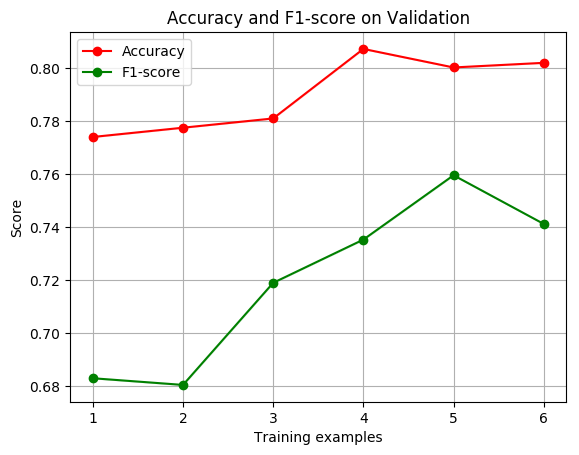 Accuracy and F1-score on Validation
Accuracy
F1-score
0.80
0.78
0.76
0.74
0.72
0.70
0.68
Score
1 2 3 4 5 6
Training examples